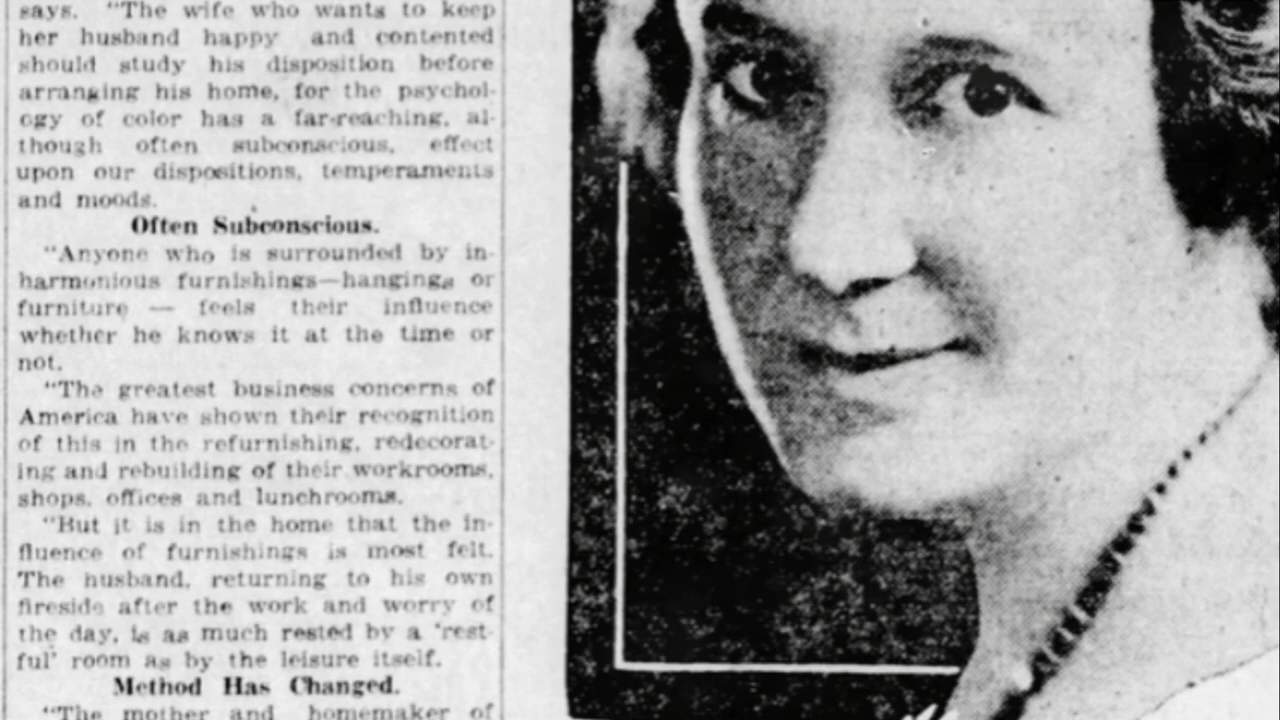 says. "The wife who wants to keep
her husband happy and contented
should study his disposition before
arranging his home, for the psychol-
ogy of color has a far-reaching, al-
though often subconscious, effect
upon our dispositions, temperaments
and moods.
Often Subconscious.
"Anyone who is surrounded by in-
harmonious furnishings—hangings or
furniture — feels their influence
whether he knows it at the time or
not.
"The greatest business concerns of
America have shown their recognition
of this in the refurnishing, redecorat-
ing and rebuilding of their workrooms,
shops, offices and lunchrooms.
"But it is in the home that the in-
fluence of furnishings is most felt.
The husband, returning to his own
fireside after the work and worry of
the day, is as much rested by a 'rest-
ful' room as by the leisure itself.
Method Has Changed.
"The mother and homemaker of